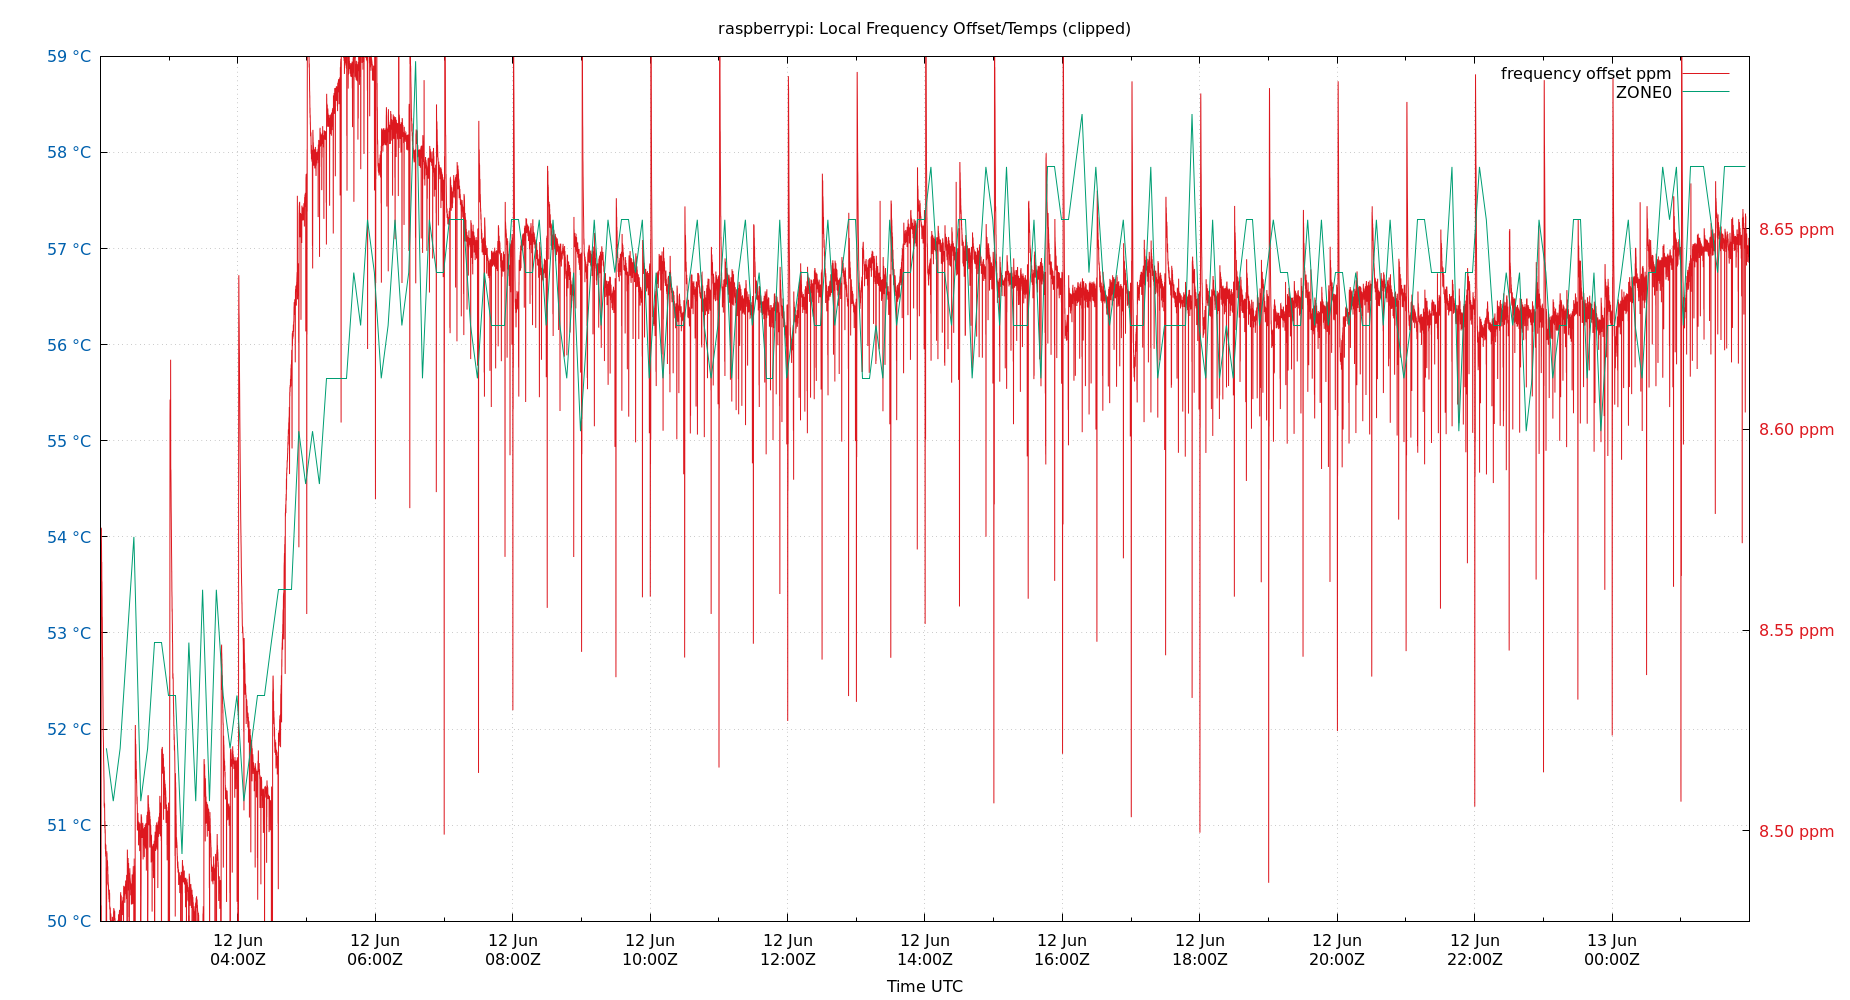 raspberrypi: Local Frequency Offset/Temps (clipped)
59 °C
58 °C
57 °C
56 °C
55 °C
54 °C
53 °C
52 °C
51 °C
50 °C
frequency offset ppm
ZONE0
8.65 ppm
8.60 ppm
8.55 ppm
8.50 ppm
12 Jun
04:00Z
12 Jun
06:00Z
12 Jun
08:00Z
12 Jun
10:00Z
12 Jun
12:00Z
12 Jun
14:00Z
12 Jun
16:00Z
12 Jun
18:00Z
12 Jun
20:00Z
12 Jun
22:00Z
13 Jun
00:00Z
Time UTC